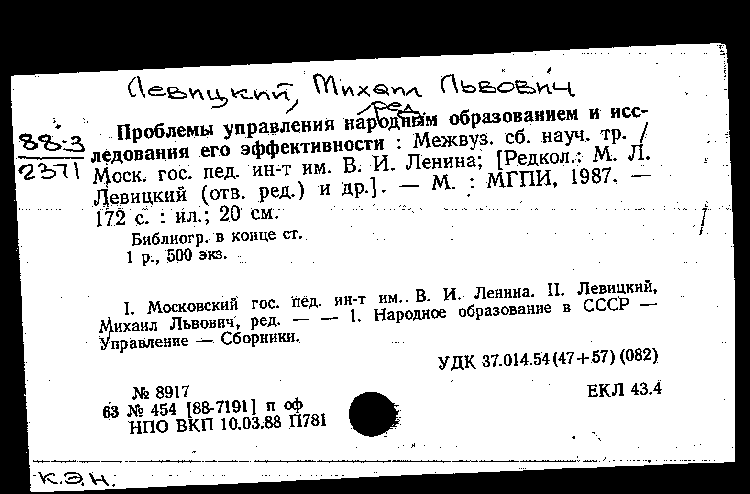 Левицкий, Михаил Львович
ред.
88-3
2371
Проблемы управления народным образованием и исс-
ледования его эффективности : Межвуз. сб. науч. тр. /
Моск. гос. пед. ин-т им. В. И. Ленина; [Редкол.: М. Л.
Левицкий (отв. ред.) и др.]. — М. : МГПИ, 1987. —
172 с. : ил.; 20 см.
Библиогр. в конце ст.
1 р., 500 экз.
I. Московский гос. пед. ин-т им. В. И. Ленина. II. Левицкий,
Михаил Львович, ред. — — 1. Народное образование в СССР —
Управление — Сборники.
УДК 37.014.54(47+57)(082)
№ 8917
ЕКЛ 43.4
63 № 454 [88-7191] п оф
НПО ВКП 10.03.88 П781
К.Э.Н.